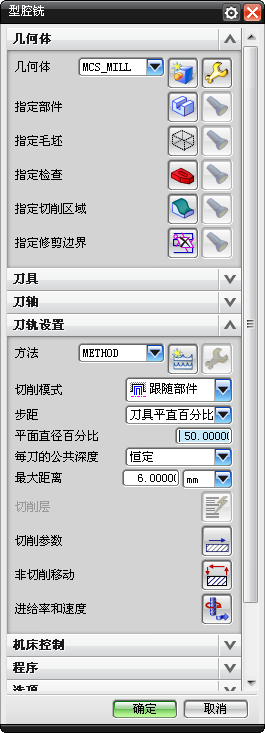 型腔铣
几何体
几何体 MCS_MILL
指定部件
指定毛坯
指定检查
指定切削区域
指定修剪边界
刀具
刀轴
刀轨设置
方法 METHOD
切削模式 跟随部件
步距 刀具平直百分比
平面直径百分比 50.0000
每刀的公共深度 恒定
最大距离 6.0000 mm
切削层
切削参数
非切削移动
进给率和速度
机床控制
程序
选项
确定 取消